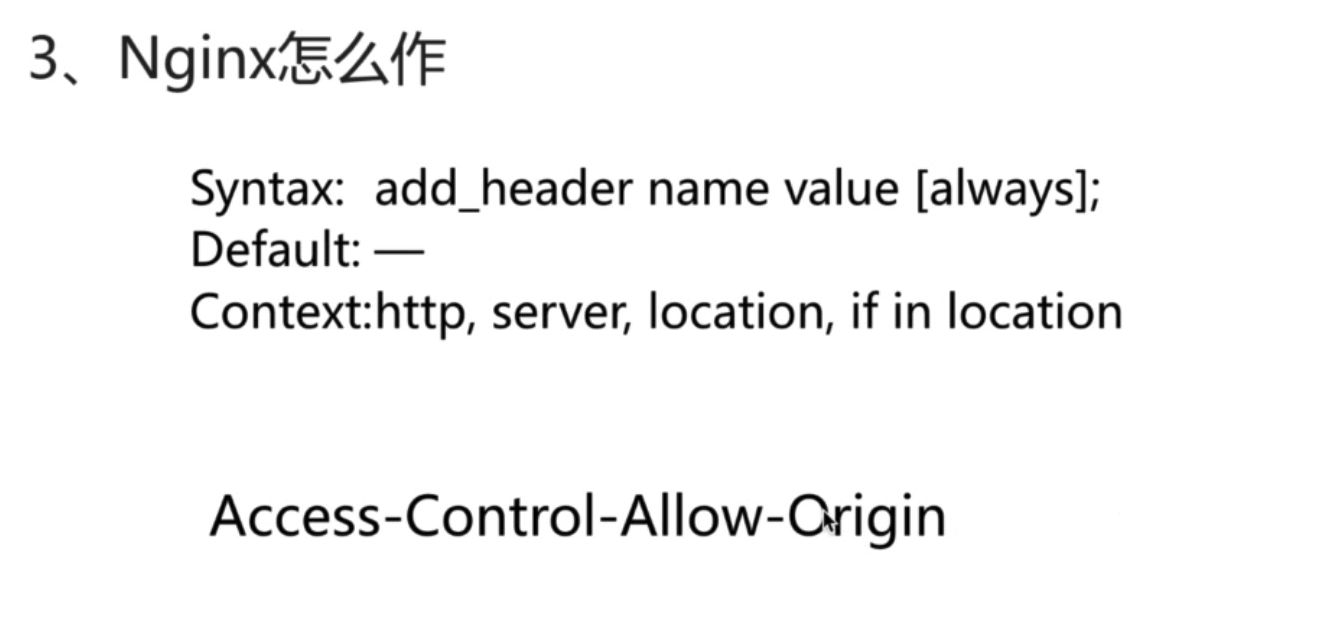 3、Nginx怎么作
Syntax: add_header name value [always];
Default: —
Context:http, server, location, if in location
Access-Control-Allow-Origin